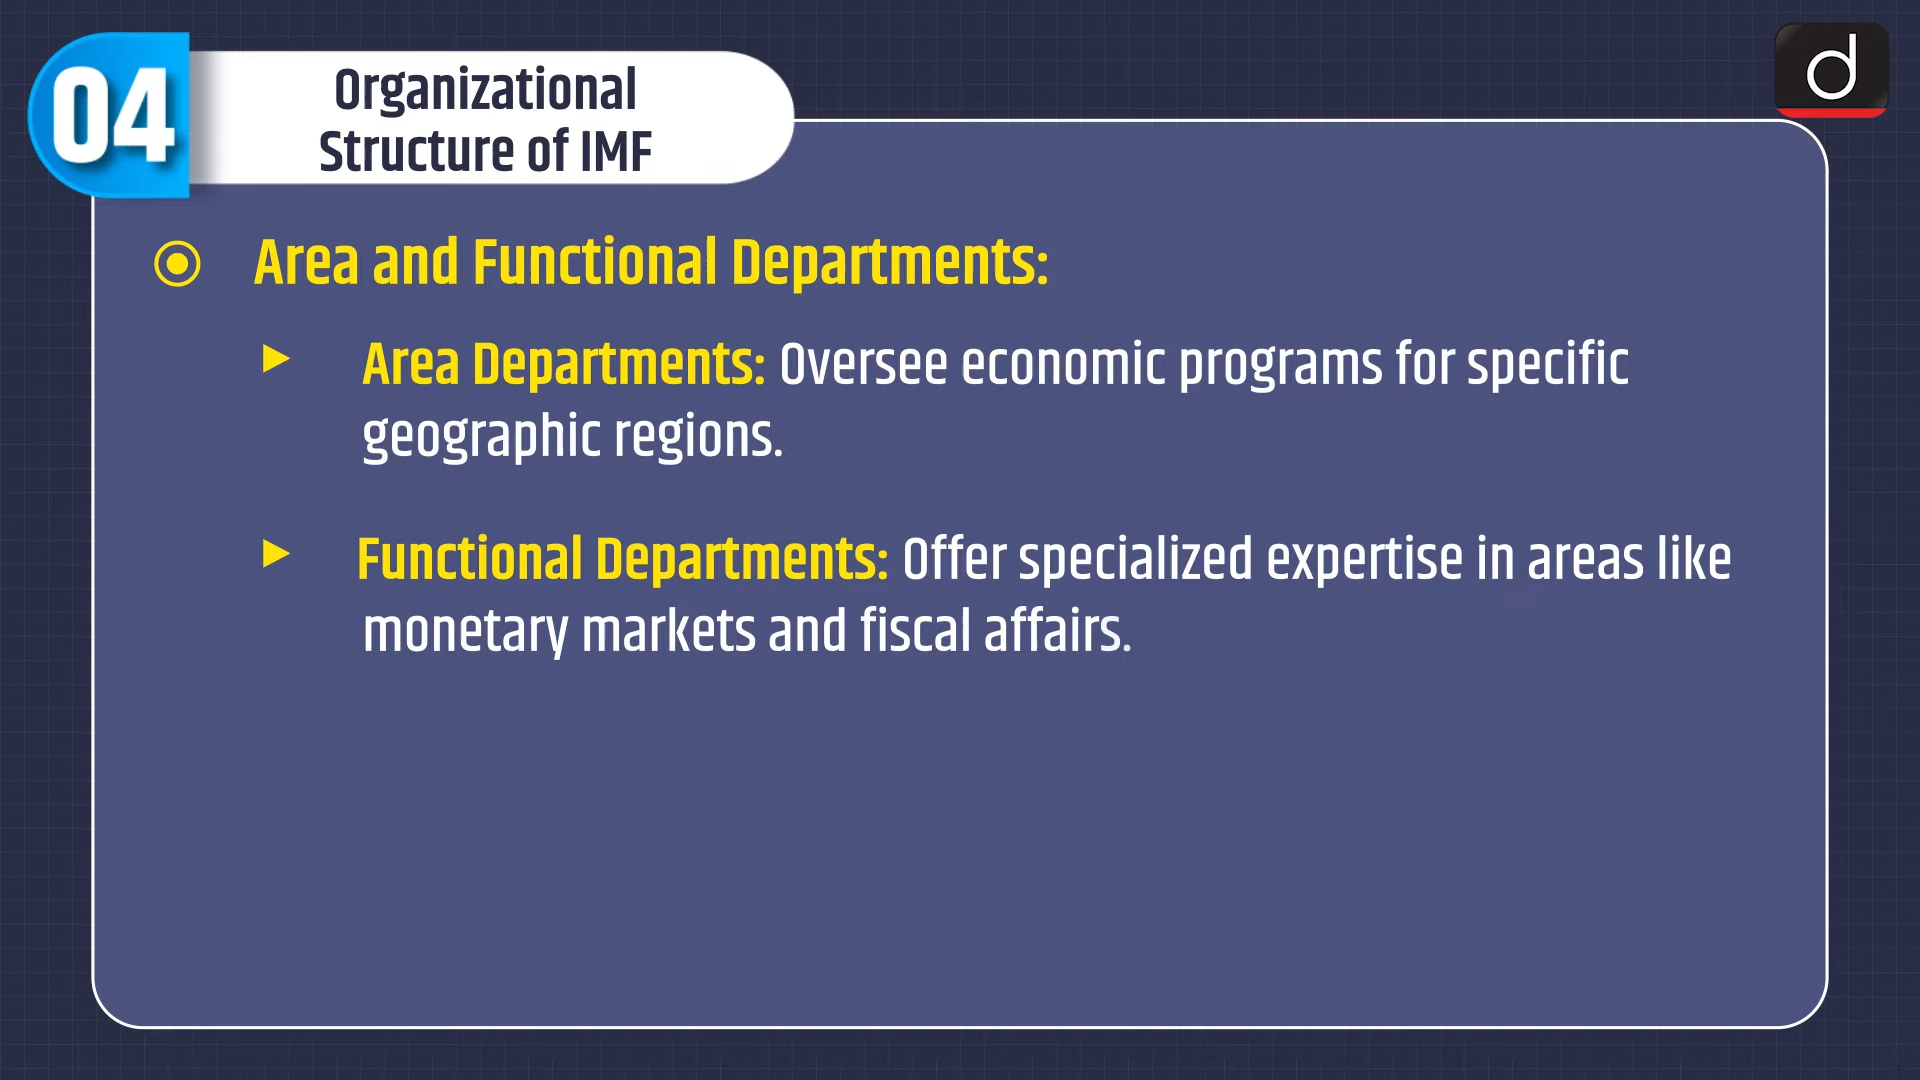 04
Organizational
Structure of IMF
d
Area and Functional Departments:
Area Departments: Oversee economic programs for specific
geographic regions.
Functional Departments: Offer specialized expertise in areas like
monetary markets and fiscal affairs.